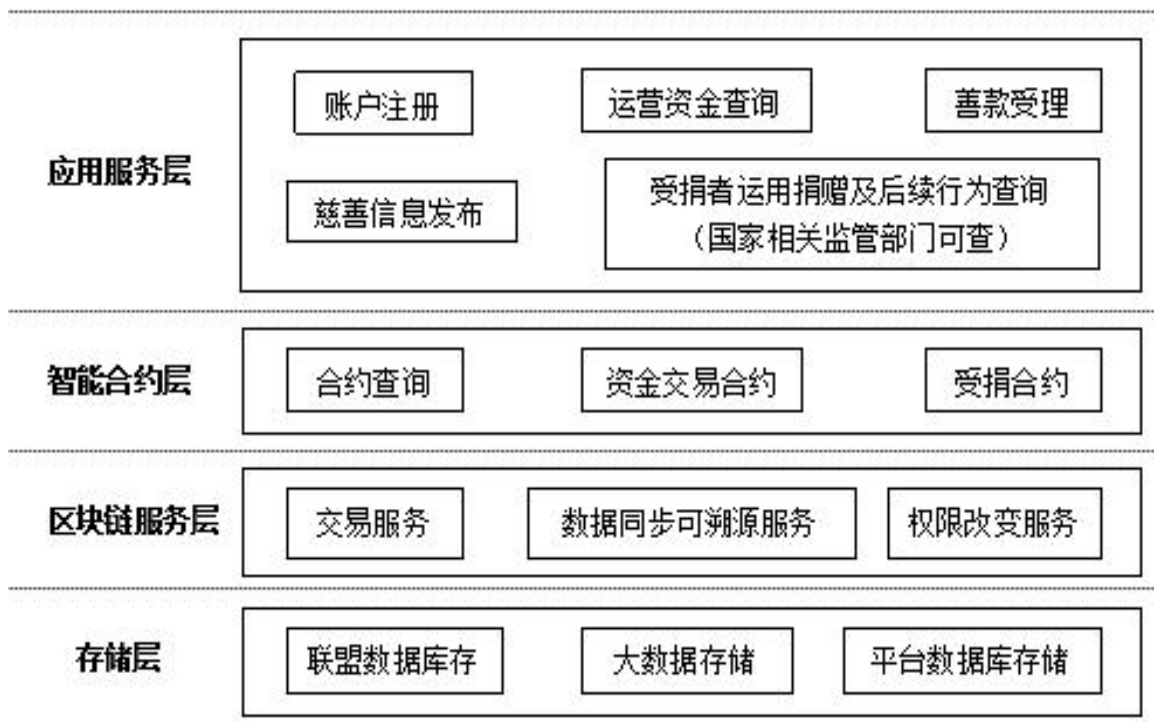 应用服务层
账户注册
运营资金查询
善款受理
慈善信息发布
受捐者运用捐赠及后续行为查询
（国家相关监管部门可查）
智能合约层
合约查询
资金交易合约
受捐合约
区块链服务层
交易服务
数据同步可溯源服务
权限改变服务
存储层
联盟数据库存
大数据存储
平台数据库存储